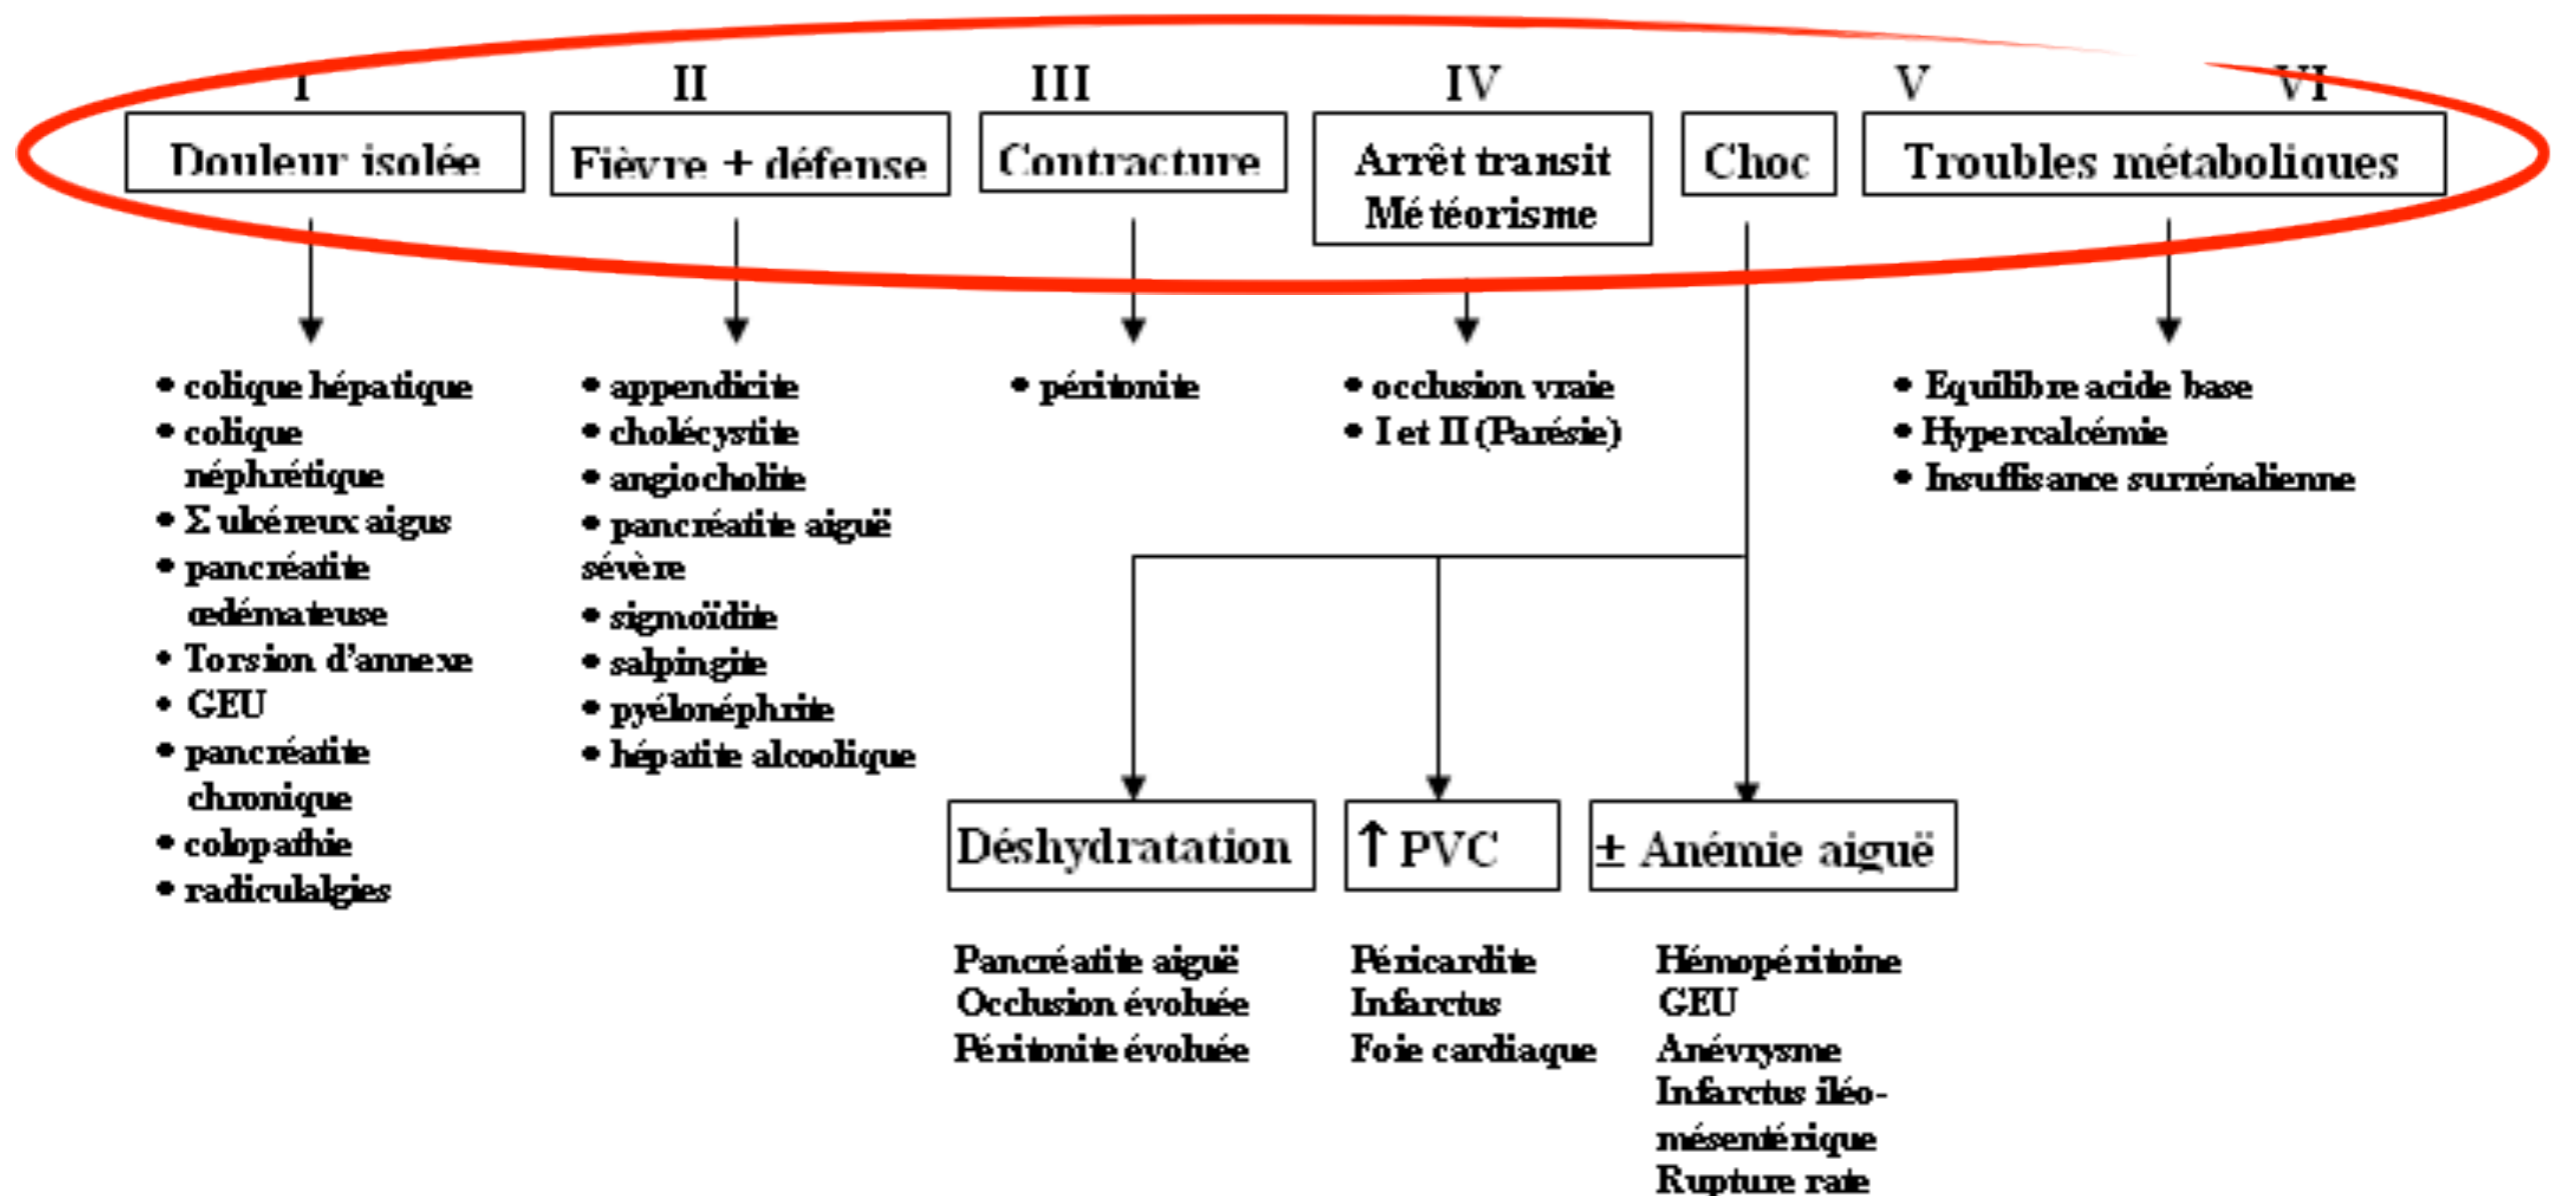 I
II
III
IV
V
VI
Douleur isolée
Fièvre + défense
Contracture
Arrêt transit
Météorisme
Choc
Troubles métaboliques
• colique hépatique
• colique
néphrétique
• Σ ulcéreux aigus
• pancréatite
œdémateuse
• Torsion d'annexe
• GEU
• pancréatite
chronique
• colopathie
• radiculalgies
• appendicite
• cholécystite
• angiocholite
• pancréatite aiguë
sévère
• sigmoïdite
• salpingite
• pyélonéphrite
• hépatite alcoolique
• péritonite
• occlusion vraie
• I et II (Parésie)
• Equilibre acide base
• Hypercalcémie
• Insuffisance surrénalienne
Déshydratation
↑ PVC
± Anémie aiguë
Pancréatite aiguë
Occlusion évoluée
Péritonite évoluée
Péricardite
Infarctus
Foie cardiaque
Hémopéritoine
GEU
Anévrysme
Infarctus iléo-
mésentérique
Rupture rate